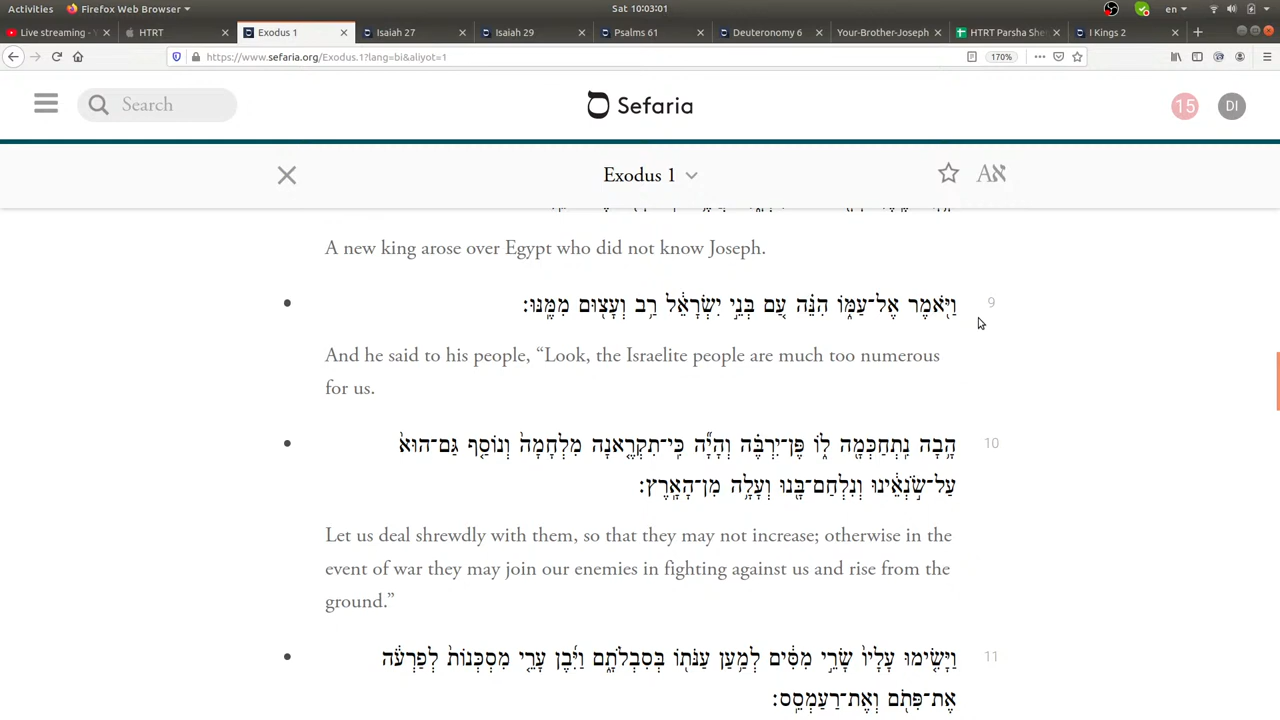 Activities Firefox Web Browser Sat 10:03:01 en
Live streaming - Y HTRT Exodus 1 Isaiah 27 Isaiah 29 Psalms 61 Deuteronomy 6 Your-Brother-Joseph HTRT Parsha Shee I Kings 2
https://www.sefaria.org/Exodus.1?lang=bi&aliyot=1 170%
Search Sefaria 15 DI
Exodus 1 Aא
A new king arose over Egypt who did not know Joseph.
וַיֹּ֖אמֶר אֶל־עַמּ֑וֹ הִנֵּ֗ה עַ֚ם בְּנֵ֣י יִשְׂרָאֵ֔ל רַ֥ב וְעָצ֖וּם מִמֶּֽנּוּ׃ 9
And he said to his people, “Look, the Israelite people are much too numerous
for us.
הָ֥בָה נִֽתְחַכְּמָ֖ה ל֑וֹ פֶּן־יִרְבֶּ֗ה וְהָיָ֞ה כִּֽי־תִקְרֶ֤אנָה מִלְחָמָה֙ וְנוֹסַ֤ף גַּם־הוּא֙ 10
עַל־שֹׂ֣נְאֵ֔ינוּ וְנִלְחַם־בָּ֖נוּ וְעָלָ֥ה מִן־הָאָֽרֶץ׃
Let us deal shrewdly with them, so that they may not increase; otherwise in the
event of war they may join our enemies in fighting against us and rise from the
ground.”
וַיָּשִׂ֤ימוּ עָלָיו֙ שָׂרֵ֣י מִסִּ֔ים לְמַ֥עַן עַנֹּת֖וֹ בְּסִבְלֹתָ֑ם וַיִּ֜בֶן עָרֵ֤י מִסְכְּנוֹת֙ לְפַרְעֹ֔ה 11
אֶת־פִּתֹ֖ם וְאֶת־רַעַמְסֵֽס׃